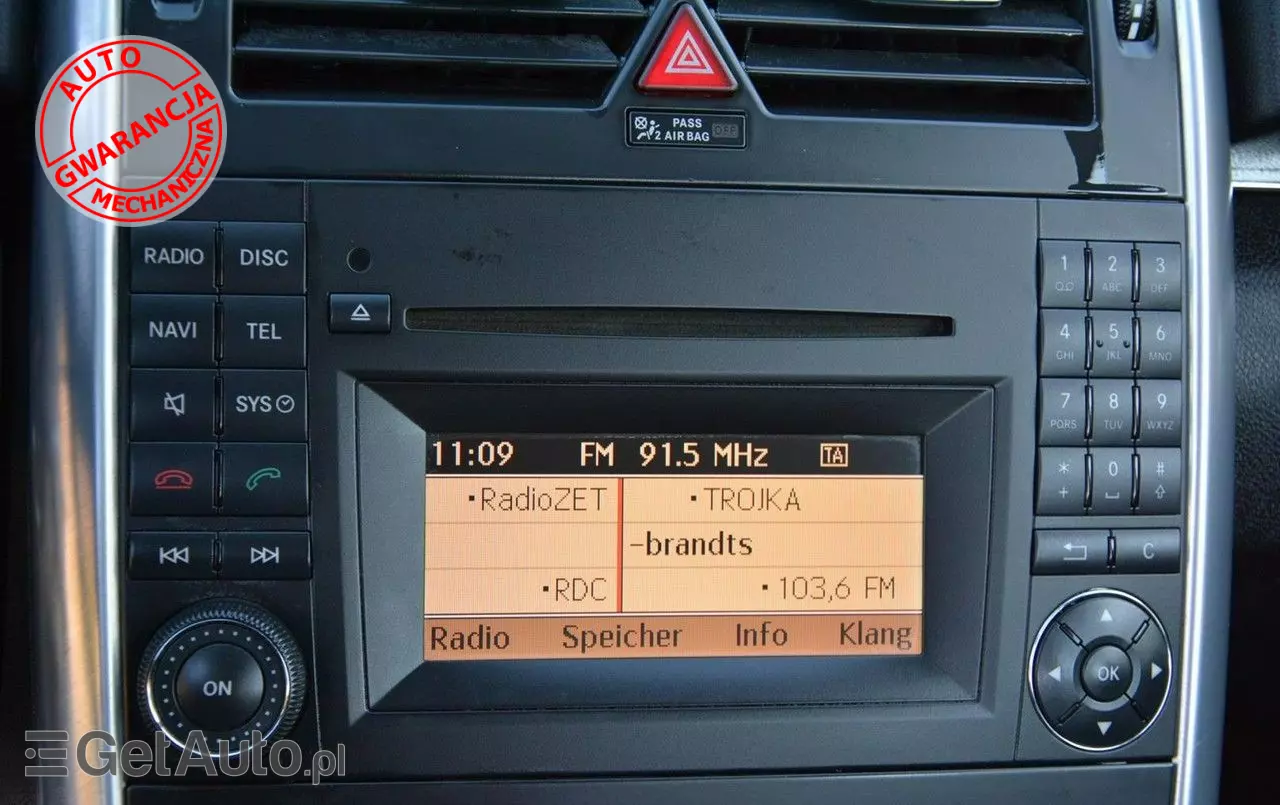 AUTO
GWARANCJA
MECHANICZNA
PASS
2 AIRBAG OFF
RADIO DISC
NAVI TEL
SYS
ON
11:09 FM 91.5 MHz TA
•RadioZET •TROJKA
–brandts
•RDC •103,6 FM
Radio Speicher Info Klang
1 2 3
Q.C ABC DEF
4 5 6
GHI JKL MNO
7 8 9
PQRS TUV WXYZ
* 0 #
+
C
OK
GetAuto.pl